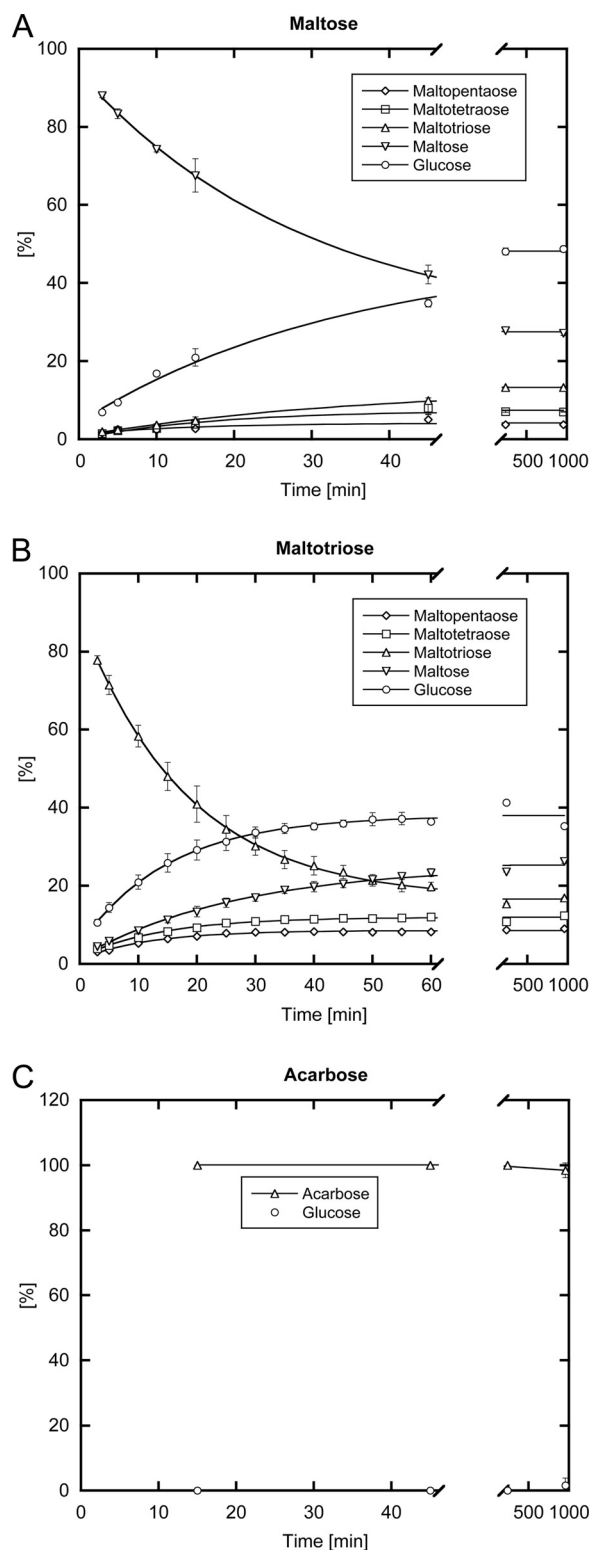 A
Maltose
100
80
60
40
20
0
[%]
Maltopentaose
Maltotetraose
Maltotriose
Maltose
Glucose
0 10 20 30 40 500 1000
Time [min]
B
Maltotriose
100
80
60
40
20
0
[%]
Maltopentaose
Maltotetraose
Maltotriose
Maltose
Glucose
0 10 20 30 40 50 60 500 1000
Time [min]
C
Acarbose
120
100
80
60
40
20
0
[%]
Acarbose
Glucose
0 10 20 30 40 500 1000
Time [min]